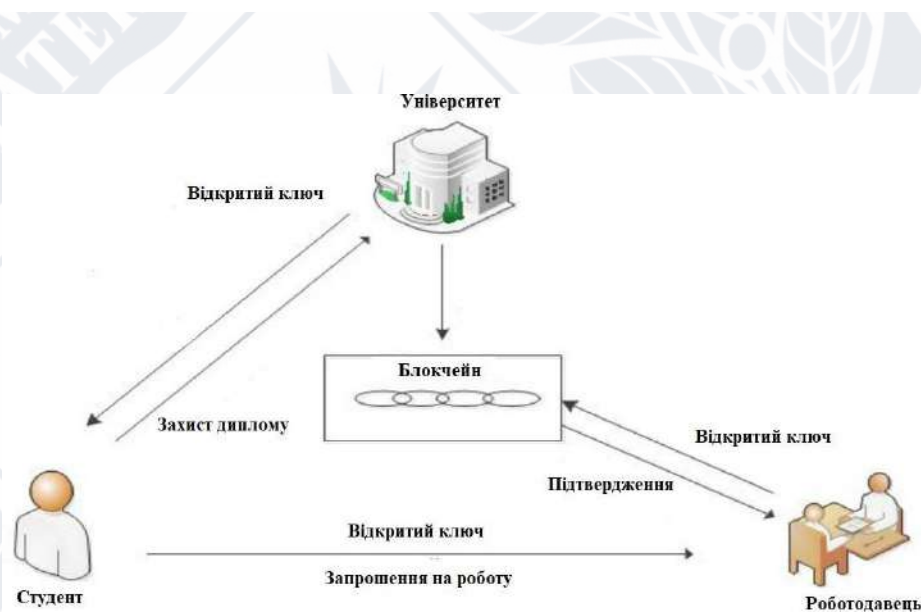 Університет
Відкритий ключ
Блокчейн
Захист диплому
Відкритий ключ
Підтвердження
Відкритий ключ
Запрошення на роботу
Студент
Роботодавець